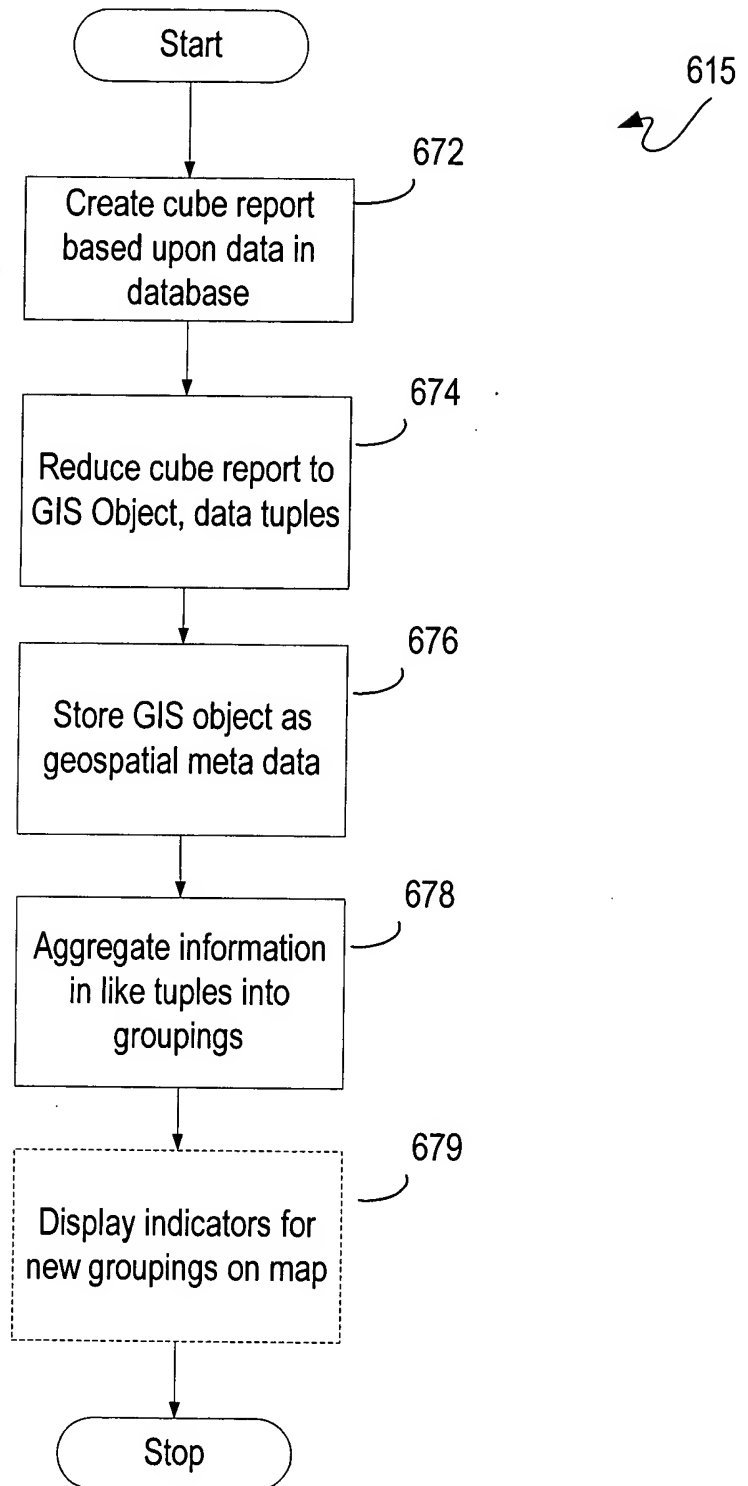 Start
615
672
Create cube report
based upon data in
database
674
Reduce cube report to
GIS Object, data tuples
676
Store GIS object as
geospatial meta data
678
Aggregate information
in like tuples into
groupings
679
Display indicators for
new groupings on map
Stop